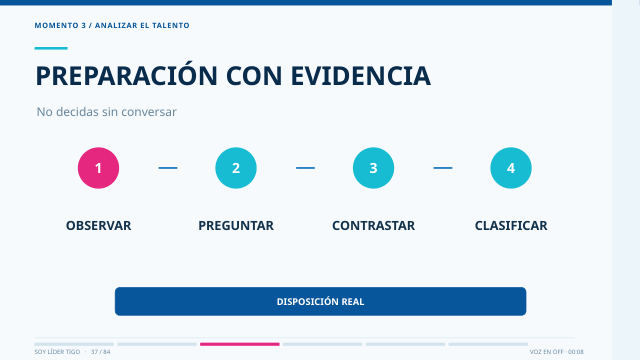 MOMENTO 3 / ANALIZAR EL TALENTO
PREPARACIÓN CON EVIDENCIA
No decidas sin conversar
1
2
3
4
OBSERVAR
PREGUNTAR
CONTRASTAR
CLASIFICAR
DISPOSICIÓN REAL
SOY LÍDER TIGO · 37 / 84
VOZ EN OFF · 00:08